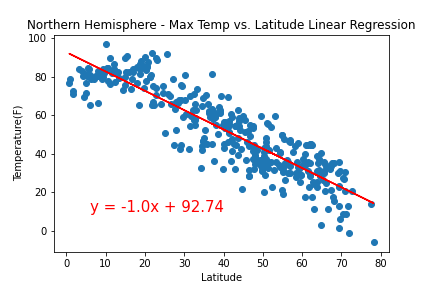 Northern Hemisphere - Max Temp vs. Latitude Linear Regression
100
80
60
40
20
0
Temperature(F)
y = -1.0x + 92.74
0 10 20 30 40 50 60 70 80
Latitude